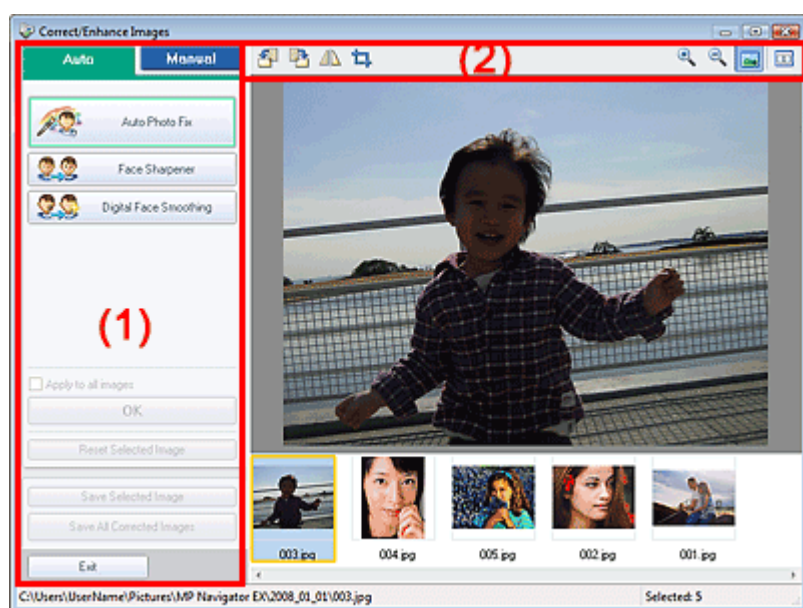 Correct/Enhance Images
Auto
Manual
(2)
Auto Photo Fix
Face Sharpener
Digital Face Smoothing
(1)
Apply to all images
OK
Reset Selected Image
Save Selected Image
Save All Corrected Images
Exit
003.jpg
004.jpg
005.jpg
002.jpg
001.jpg
C:\Users\UserName\Pictures\MP Navigator EX\2008_01_01\003.jpg
Selected: 5